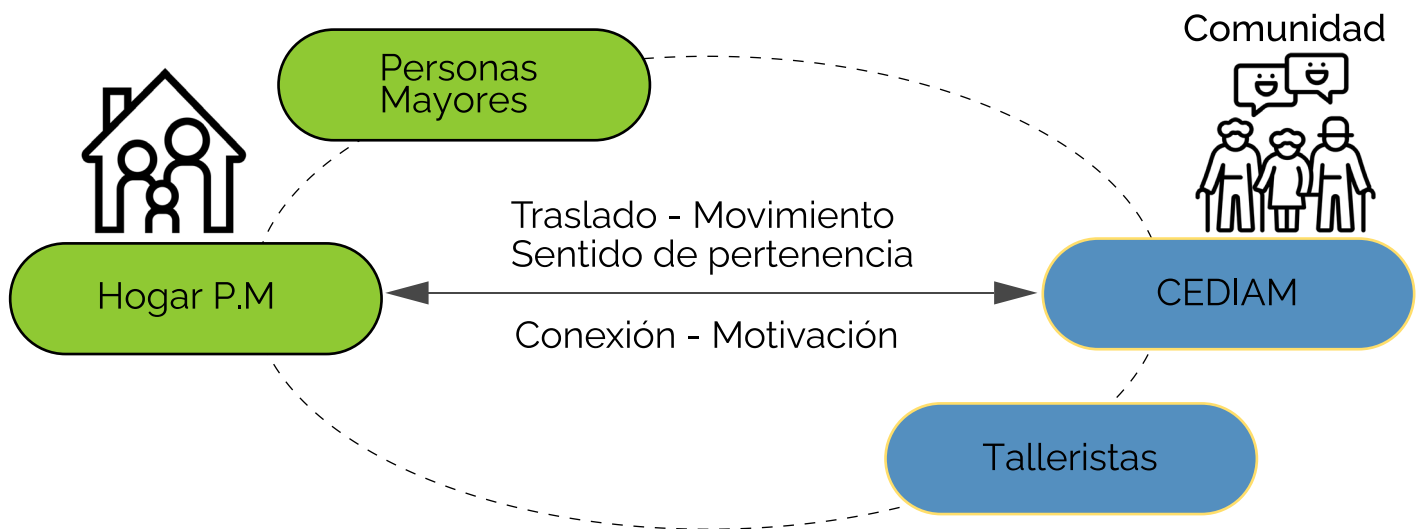 Comunidad
Personas
Mayores
Traslado - Movimiento
Sentido de pertenencia
Hogar P.M
CEDIAM
Conexión - Motivación
Talleristas